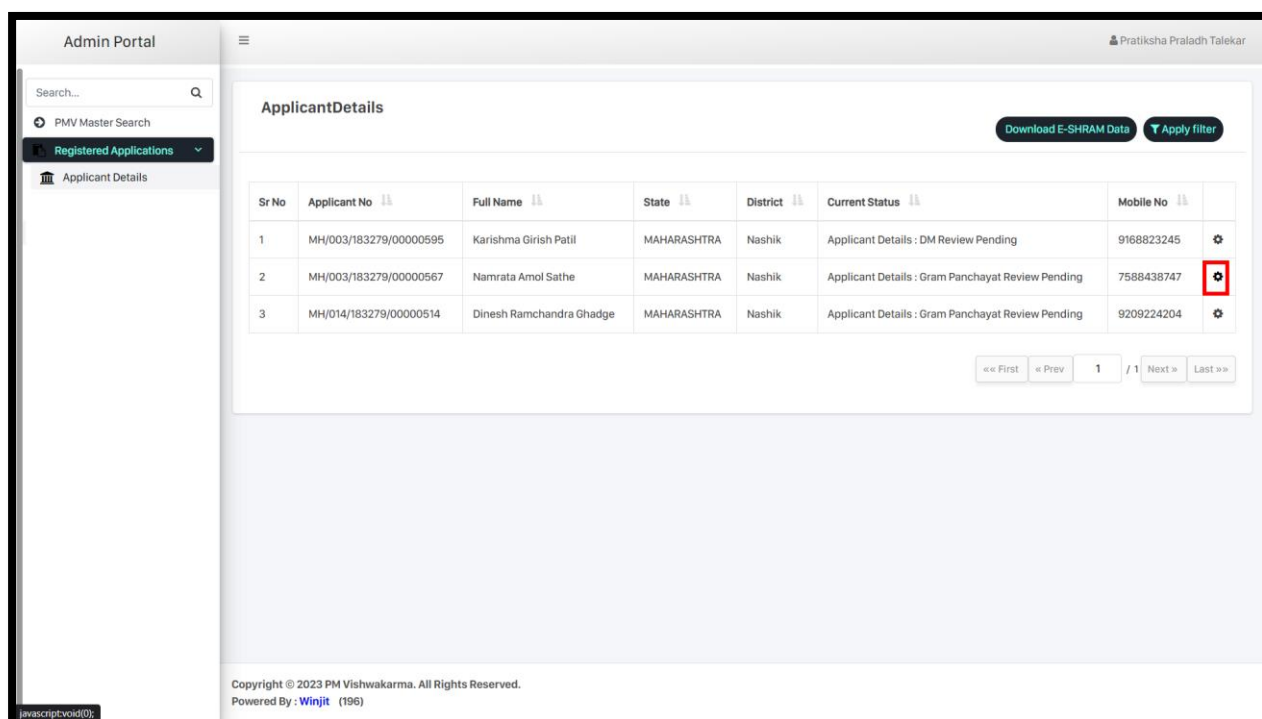 Admin Portal
Pratiksha Praladh Talekar
Search...
PMV Master Search
Registered Applications
Applicant Details
ApplicantDetails
Download E-SHRAM Data
Apply filter
Sr No Applicant No Full Name State District Current Status Mobile No
1 MH/003/183279/00000595 Karishma Girish Patil MAHARASHTRA Nashik Applicant Details : DM Review Pending 9168823245
2 MH/003/183279/00000567 Namrata Amol Sathe MAHARASHTRA Nashik Applicant Details : Gram Panchayat Review Pending 7588438747
3 MH/014/183279/00000514 Dinesh Ramchandra Ghadge MAHARASHTRA Nashik Applicant Details : Gram Panchayat Review Pending 9209224204
«« First « Prev 1 / 1 Next » Last »»
Copyright © 2023 PM Vishwakarma. All Rights Reserved.
Powered By : Winjit (196)
javascript:void(0);